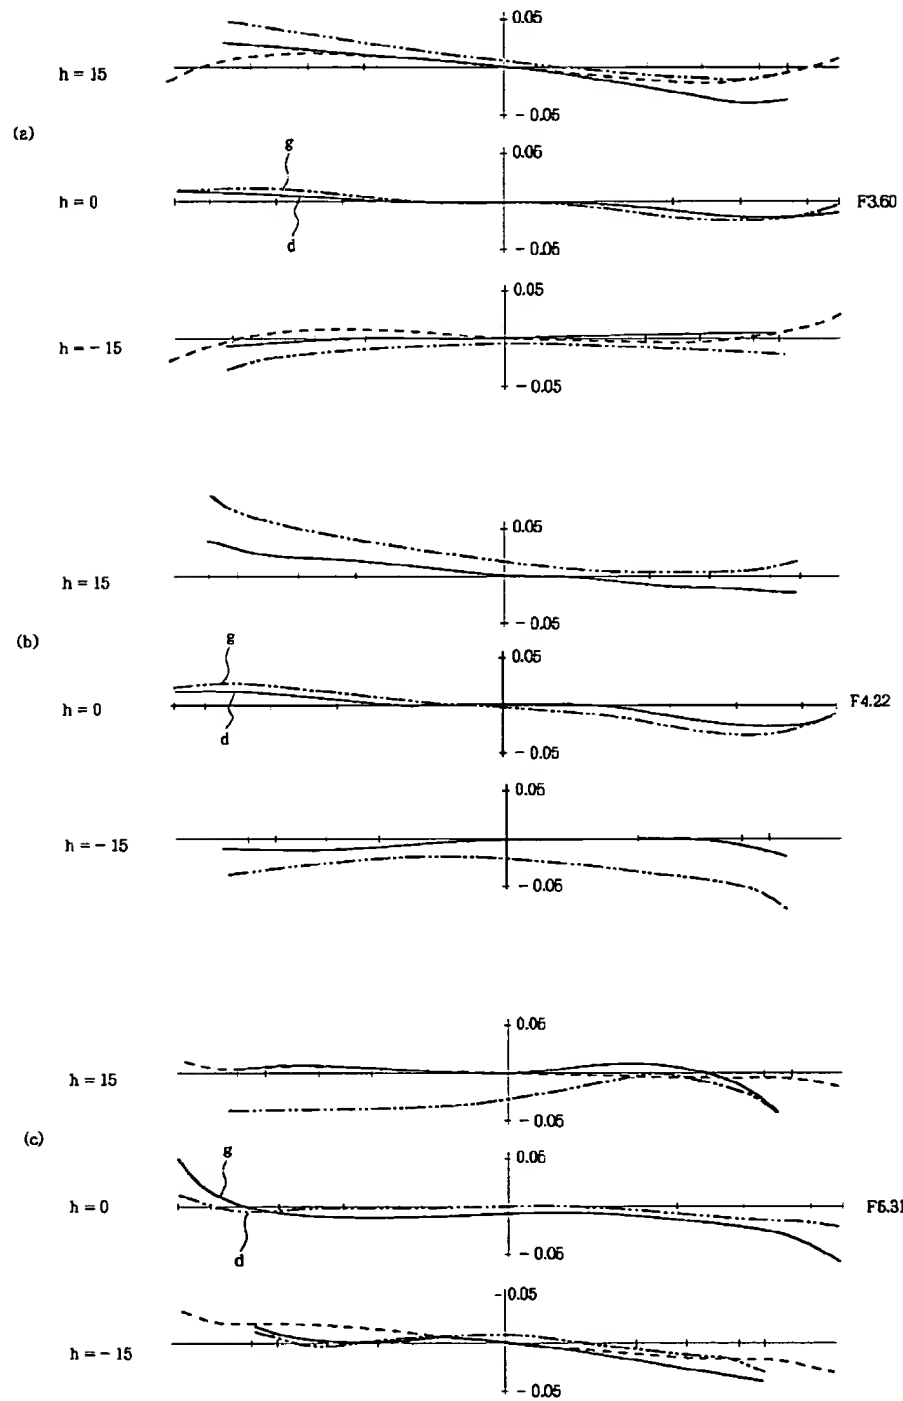 0.05
h = 15
- 0.05
(a)
0.05
g
h = 0
F3.60
d
- 0.05
0.05
h = - 15
- 0.05
0.05
h = 15
- 0.05
(b)
g
0.05
h = 0
F4.22
d
- 0.05
0.05
h = - 15
- 0.05
0.05
h = 15
- 0.05
(c)
g
0.05
h = 0
F5.31
d
- 0.05
- 0.05
h = - 15
- 0.05